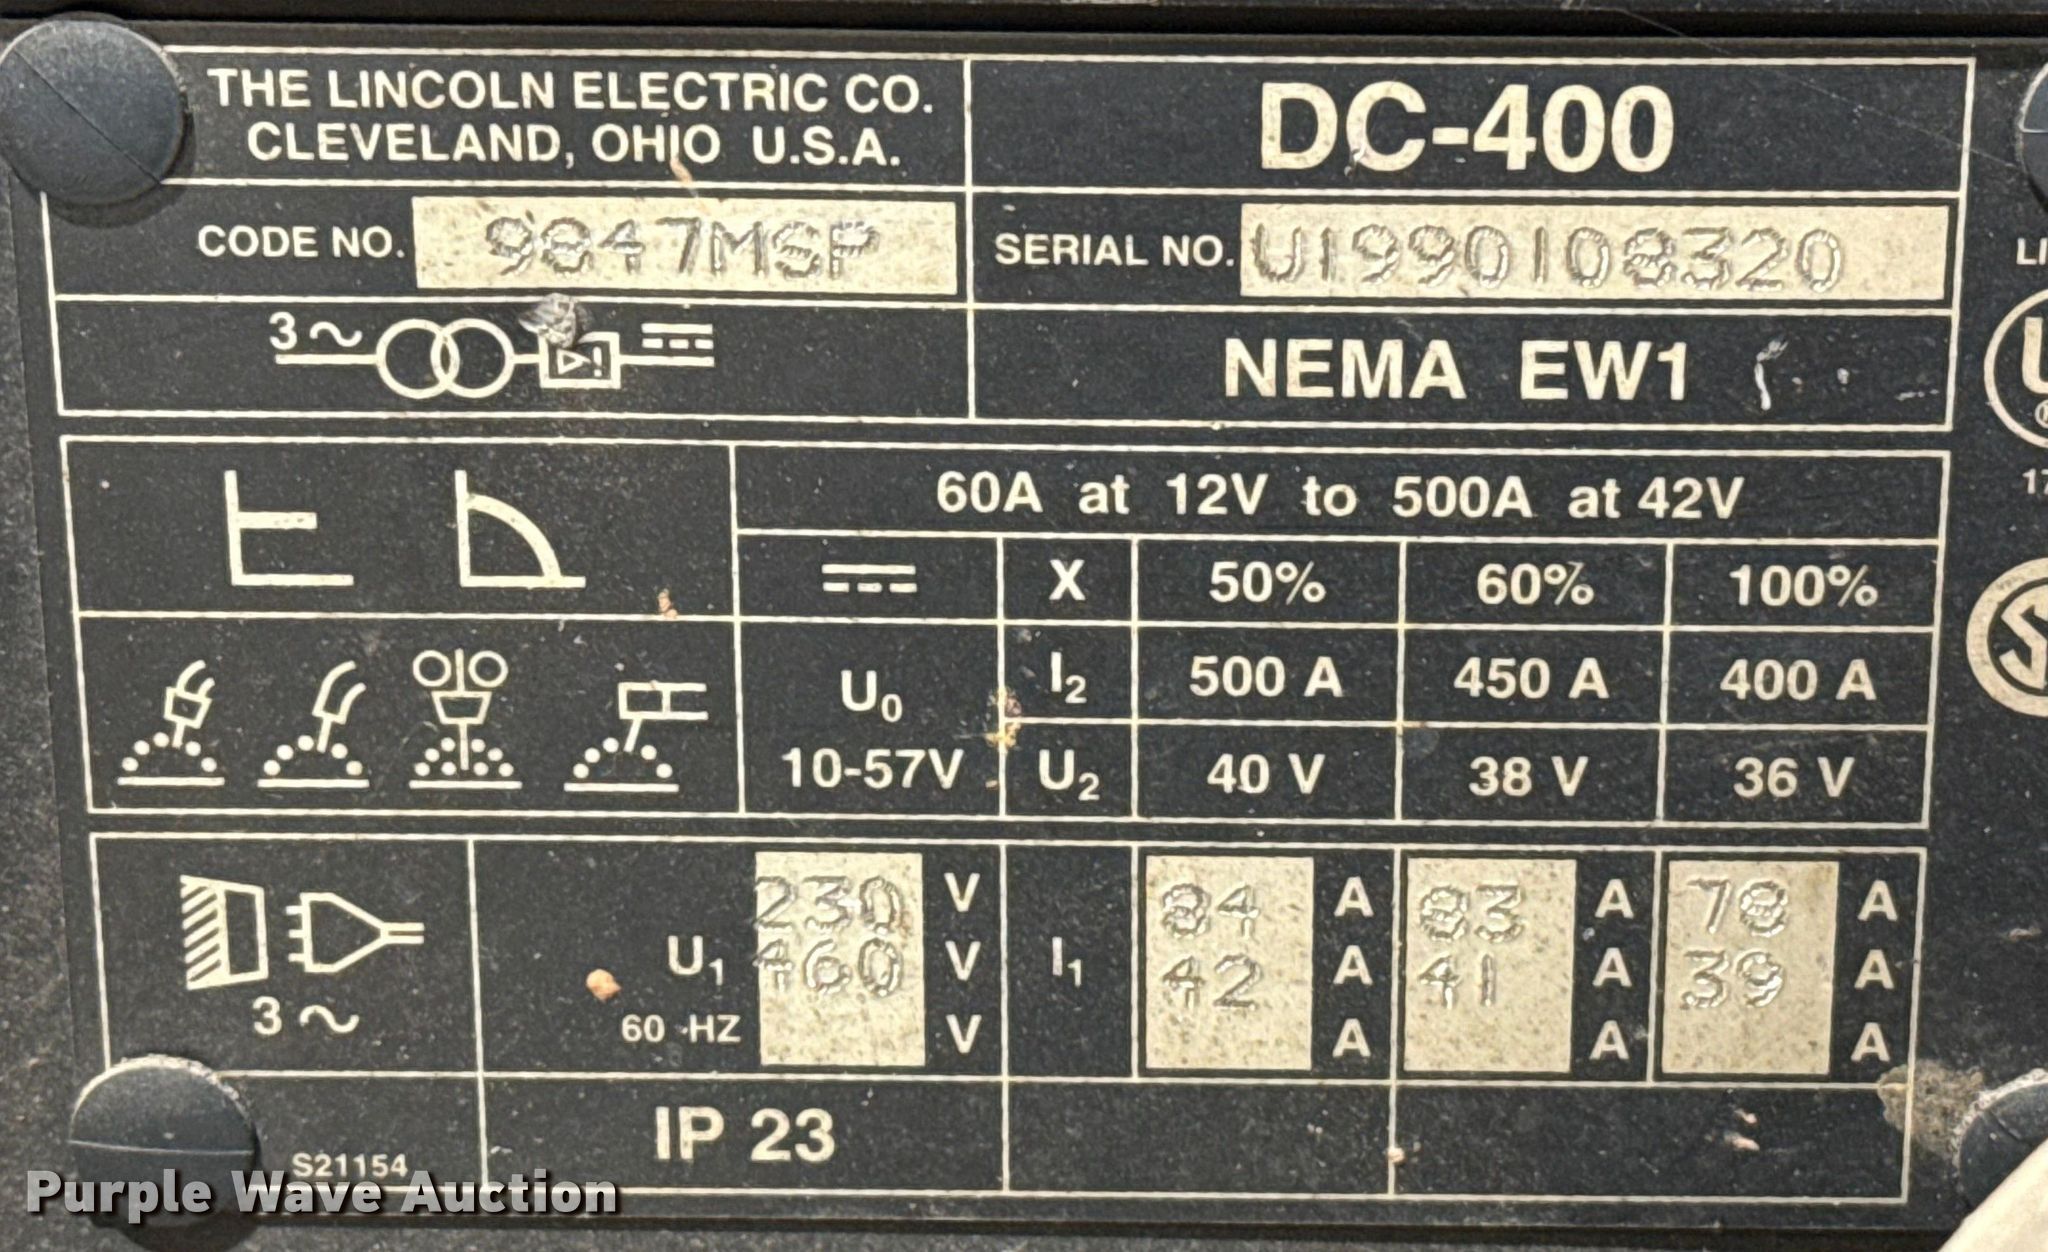 THE LINCOLN ELECTRIC CO.
CLEVELAND, OHIO U.S.A.
DC-400
CODE NO. 9847MSP
SERIAL NO. U1990108320
3~
NEMA EW1
60A at 12V to 500A at 42V
X 50% 60% 100%
U0
10-57V
I2 500 A 450 A 400 A
U2 40 V 38 V 36 V
230 V 84 A 83 A 78 A
U1 460 V I1 42 A 41 A 39 A
3~
60 HZ V A A A
IP 23
S21154
Purple Wave Auction